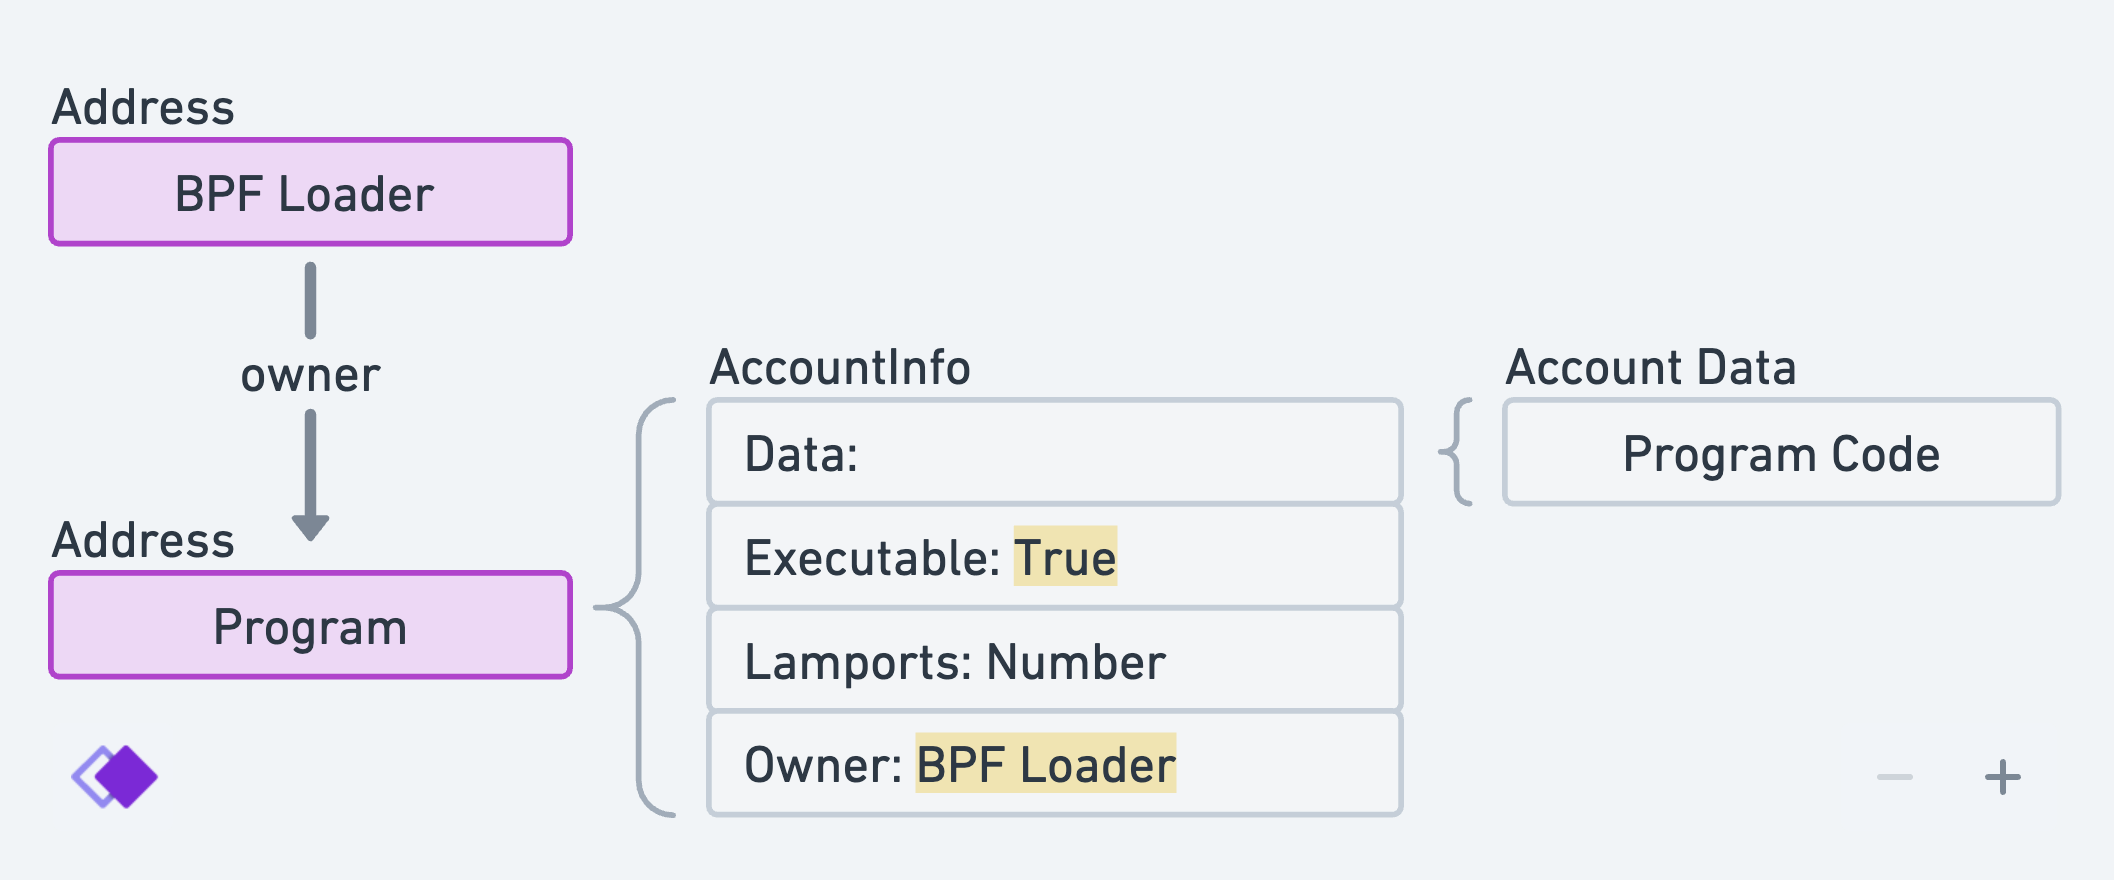 Address
BPF Loader
owner
Address
Program
AccountInfo
Data:
Executable: True
Lamports: Number
Owner: BPF Loader
Account Data
Program Code